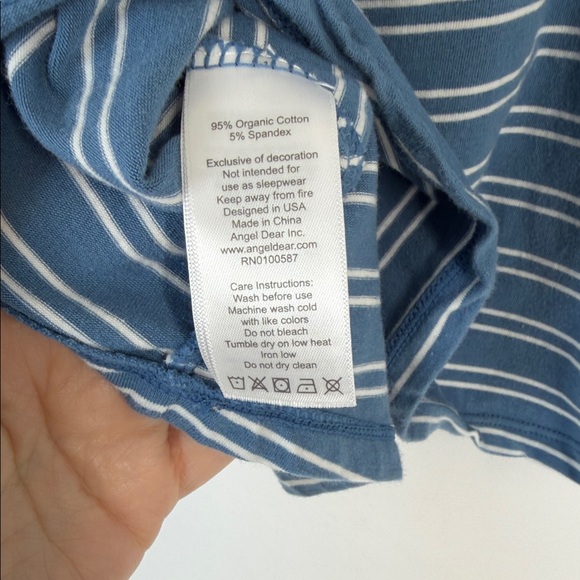 95% Organic Cotton
5% Spandex
Exclusive of decoration
Not intended for
use as sleepwear
Keep away from fire
Designed in USA
Made in China
Angel Dear Inc.
www.angeldear.com
RN0100587
Care Instructions:
Wash before use
Machine wash cold
with like colors
Do not bleach
Tumble dry on low heat
Iron low
Do not dry clean